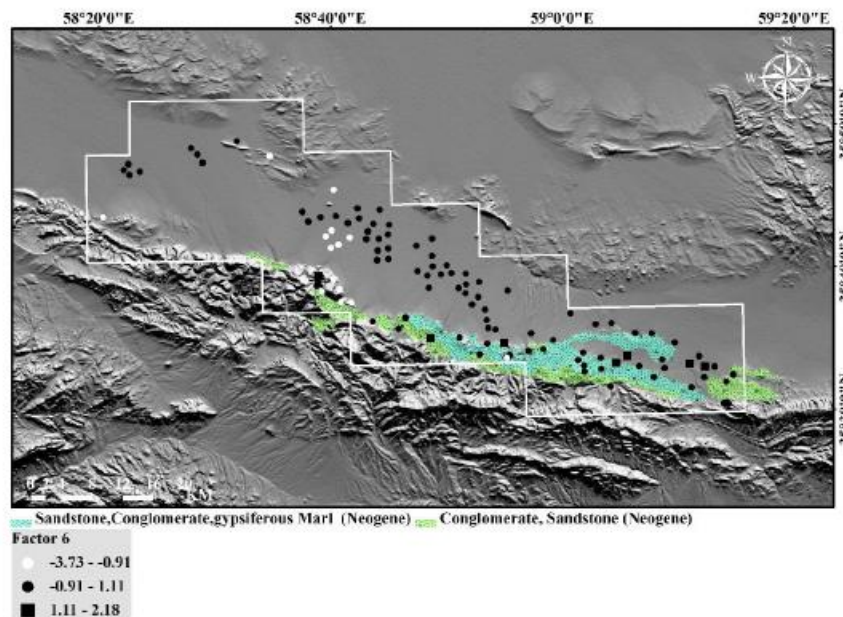 58°20'0"E 58°40'0"E 59°0'0"E 59°20'0"E
N
W
KM
Sandstone,Conglomerate,gypsiferous Marl (Neogene) Conglomerate, Sandstone (Neogene)
Factor 6
-3.73 - -0.91
-0.91 - 1.11
1.11 - 2.18